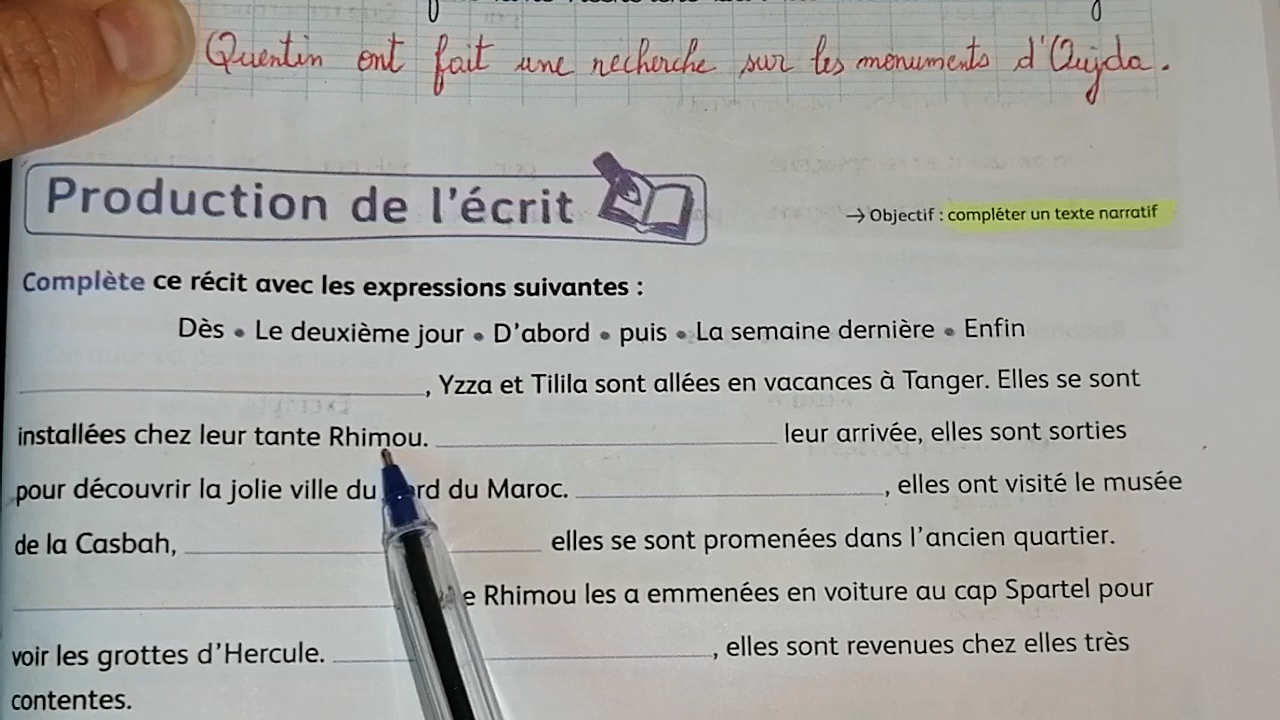 Quentin ont fait une recherche sur les monuments d'Oujda.
Production de l'écrit
→ Objectif : compléter un texte narratif
Complète ce récit avec les expressions suivantes :
Dès • Le deuxième jour • D'abord • puis • La semaine dernière • Enfin
, Yzza et Tilila sont allées en vacances à Tanger. Elles se sont
installées chez leur tante Rhimou. leur arrivée, elles sont sorties
pour découvrir la jolie ville du rd du Maroc. , elles ont visité le musée
de la Casbah, elles se sont promenées dans l'ancien quartier.
e Rhimou les a emmenées en voiture au cap Spartel pour
voir les grottes d'Hercule. , elles sont revenues chez elles très
contentes.